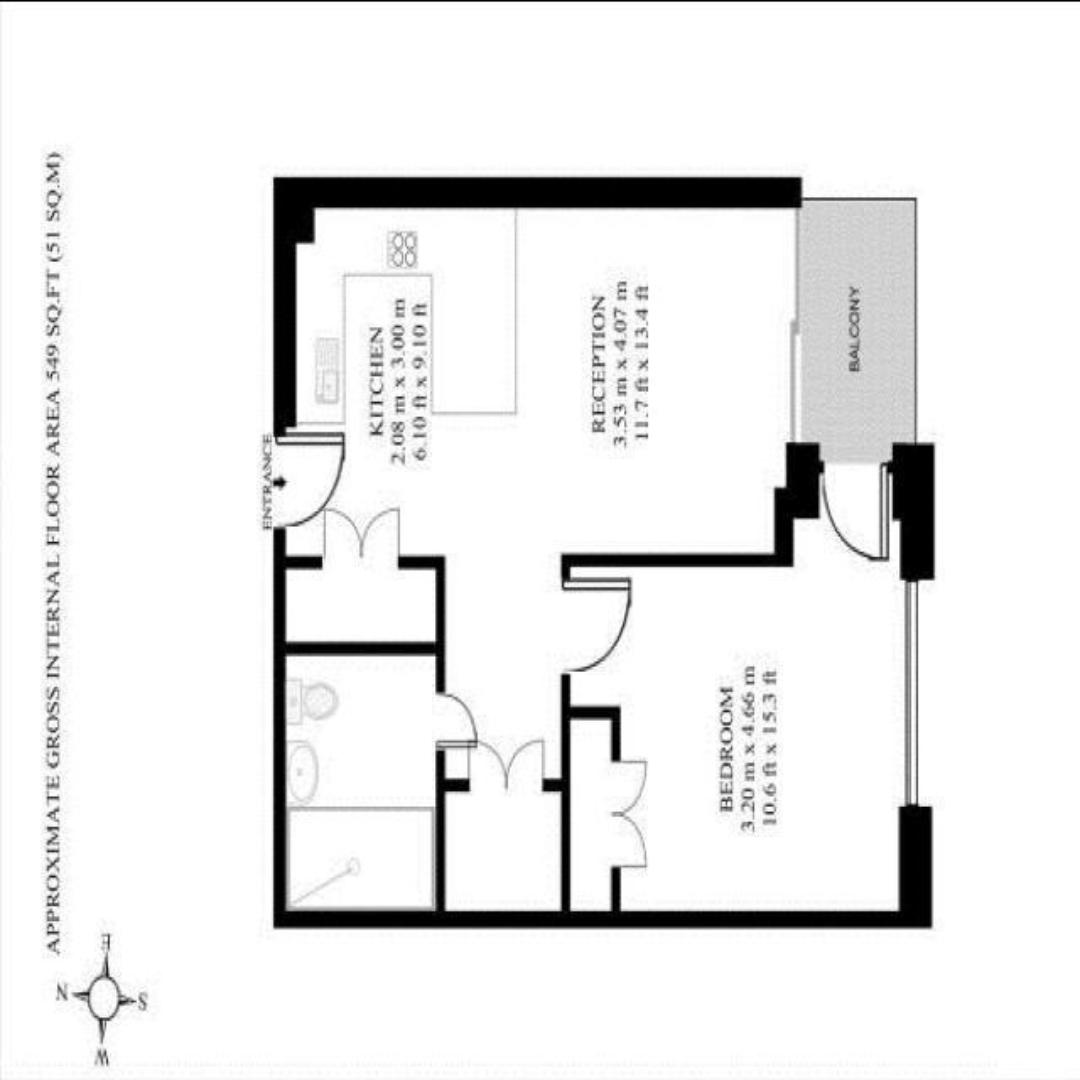 APPROXIMATE GROSS INTERNAL FLOOR AREA 549 SQ.FT (51 SQ.M)
ENTRANCE
KITCHEN
2.08 m x 3.00 m
6.10 ft x 9.10 ft
RECEPTION
3.53 m x 4.07 m
11.7 ft x 13.4 ft
BALCONY
BEDROOM
3.20 m x 4.66 m
10.6 ft x 15.3 ft
E
N
S
W